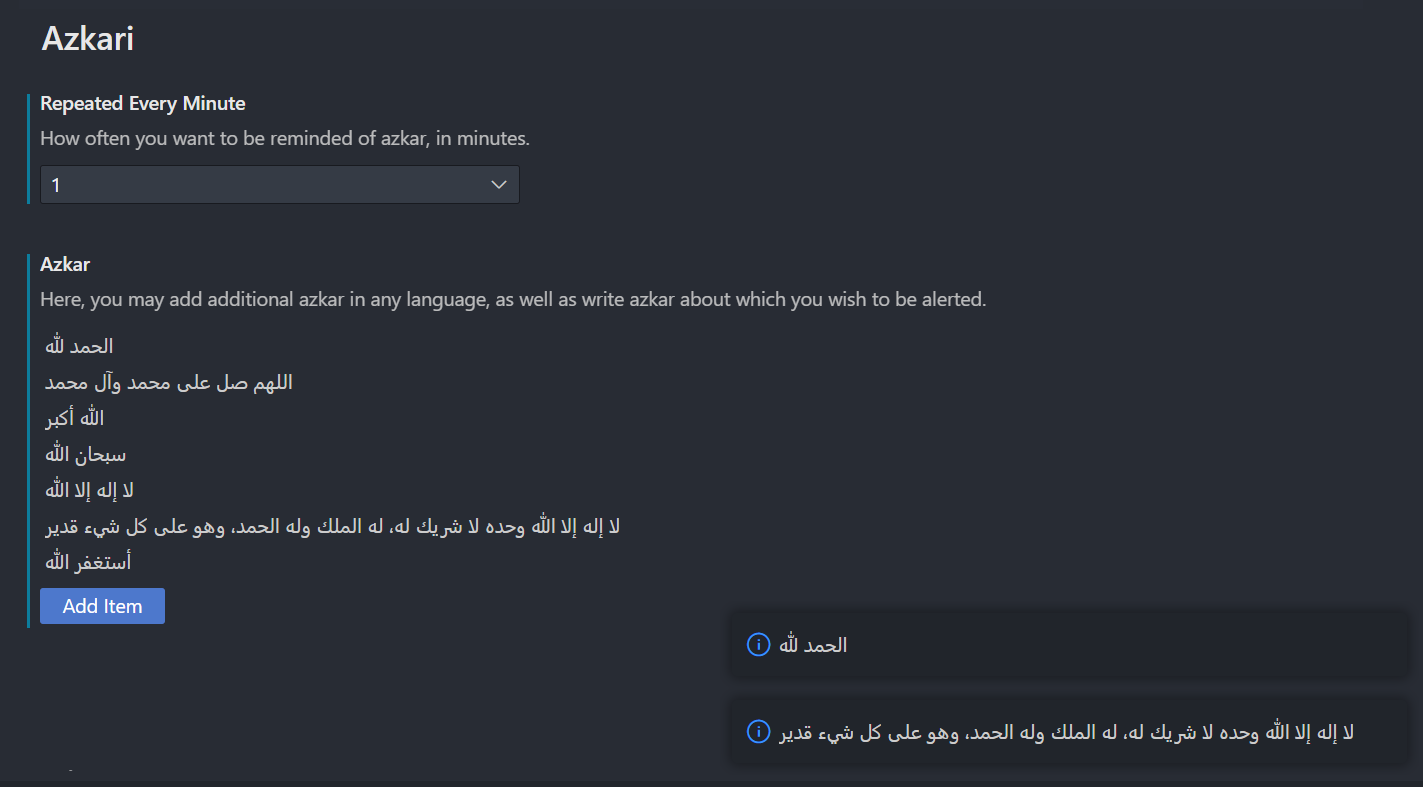 Azkari
Repeated Every Minute
How often you want to be reminded of azkar, in minutes.
1
Azkar
Here, you may add additional azkar in any language, as well as write azkar about which you wish to be alerted.
الحمد لله
اللهم صل على محمد وآل محمد
الله أكبر
سبحان الله
لا إله إلا الله
لا إله إلا الله وحده لا شريك له، له الملك وله الحمد، وهو على كل شيء قدير
أستغفر الله
Add Item
الحمد لله
لا إله إلا الله وحده لا شريك له، له الملك وله الحمد، وهو على كل شيء قدير